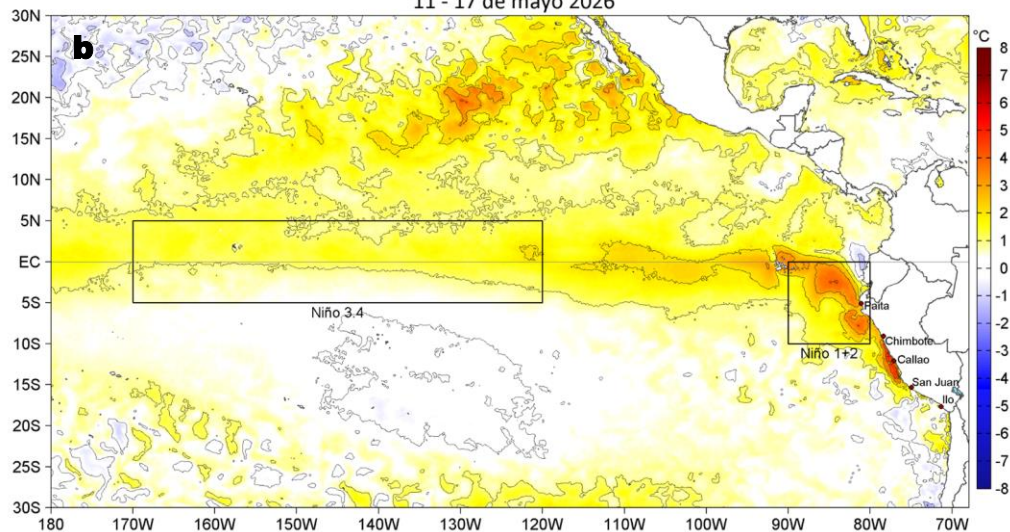 11 - 17 de mayo 2026
b
30N
25N
20N
15N
10N
5N
EC
5S
10S
15S
20S
25S
30S
Niño 3.4
Niño 1+2
Paita
Chimbote
Callao
San Juan
Ilo
180 170W 160W 150W 140W 130W 120W 110W 100W 90W 80W 70W
°C
8
7
6
5
4
3
2
1
0
-1
-2
-3
-4
-5
-6
-7
-8